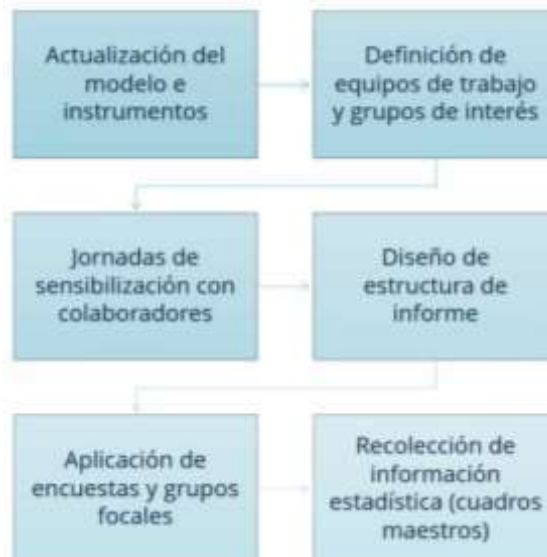 Actualización del
modelo e
instrumentos
Definición de
equipos de trabajo
y grupos de interés
Jornadas de
sensibilización con
colaboradores
Diseño de
estructura de
informe
Aplicación de
encuestas y grupos
focales
Recolección de
información
estadística (cuadros
maestros)